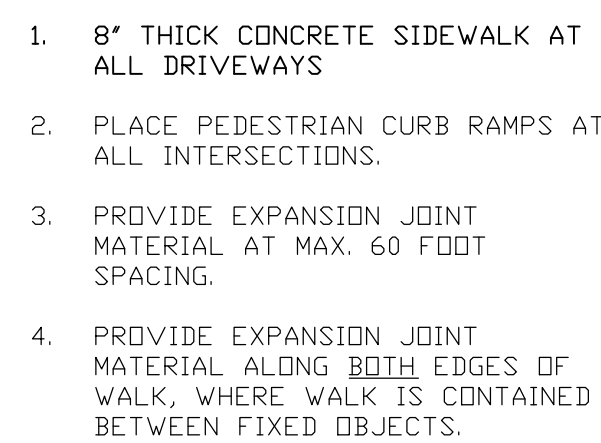 1. 8" THICK CONCRETE SIDEWALK AT
ALL DRIVEWAYS
2. PLACE PEDESTRIAN CURB RAMPS AT
ALL INTERSECTIONS.
3. PROVIDE EXPANSION JOINT
MATERIAL AT MAX. 60 FOOT
SPACING.
4. PROVIDE EXPANSION JOINT
MATERIAL ALONG BOTH EDGES OF
WALK, WHERE WALK IS CONTAINED
BETWEEN FIXED OBJECTS.